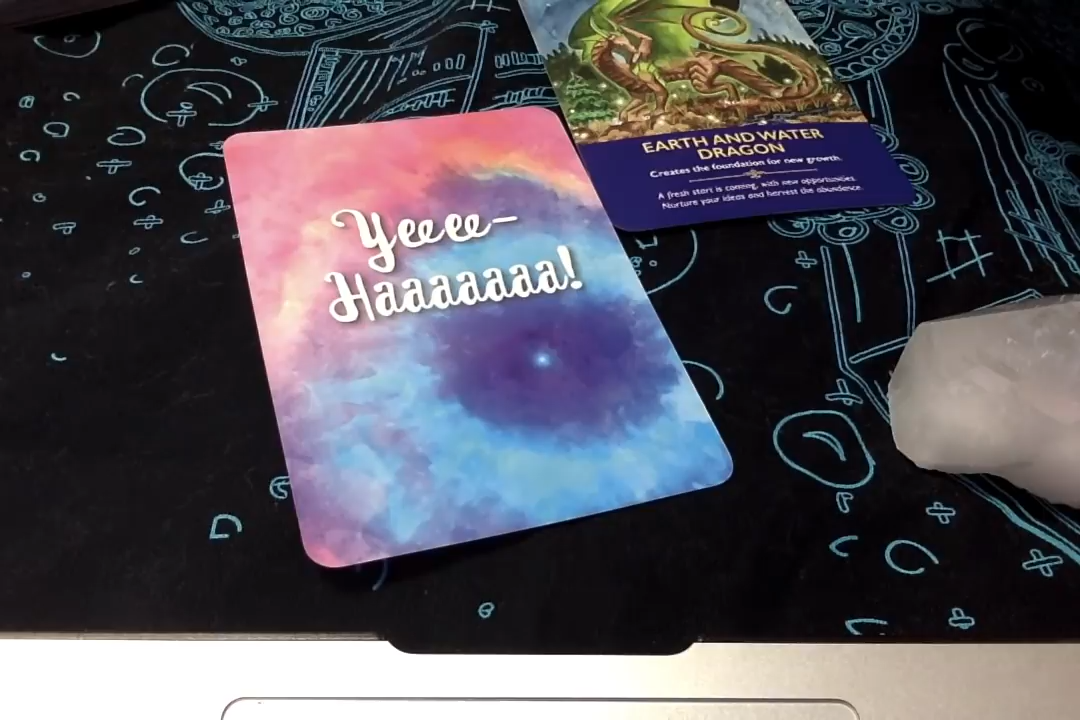 Yeeee-
Haaaaaaa!
EARTH AND WATER
DRAGON
Creates the foundation for new growth.
A fresh start is coming, with new opportunities.
Nurture your ideas and harvest the abundance.